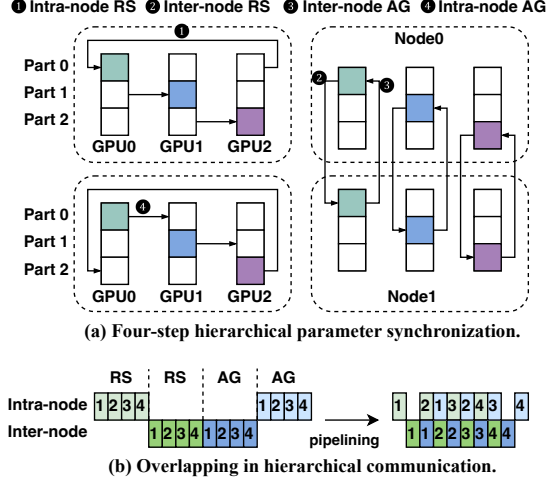 ❶ Intra-node RS ❷ Inter-node RS ❸ Inter-node AG ❹ Intra-node AG
❶
Part 0
Part 1
Part 2
GPU0 GPU1 GPU2
Part 0
❹
Part 1
Part 2
GPU0 GPU1 GPU2
Node0
❷ ❸
Node1
(a) Four-step hierarchical parameter synchronization.
RS RS AG AG
Intra-node 1 2 3 4 1 2 3 4
Inter-node 1 2 3 4 1 2 3 4
pipelining
1 2 1 3 2 4 3 4
1 1 2 2 3 3 4 4
(b) Overlapping in hierarchical communication.